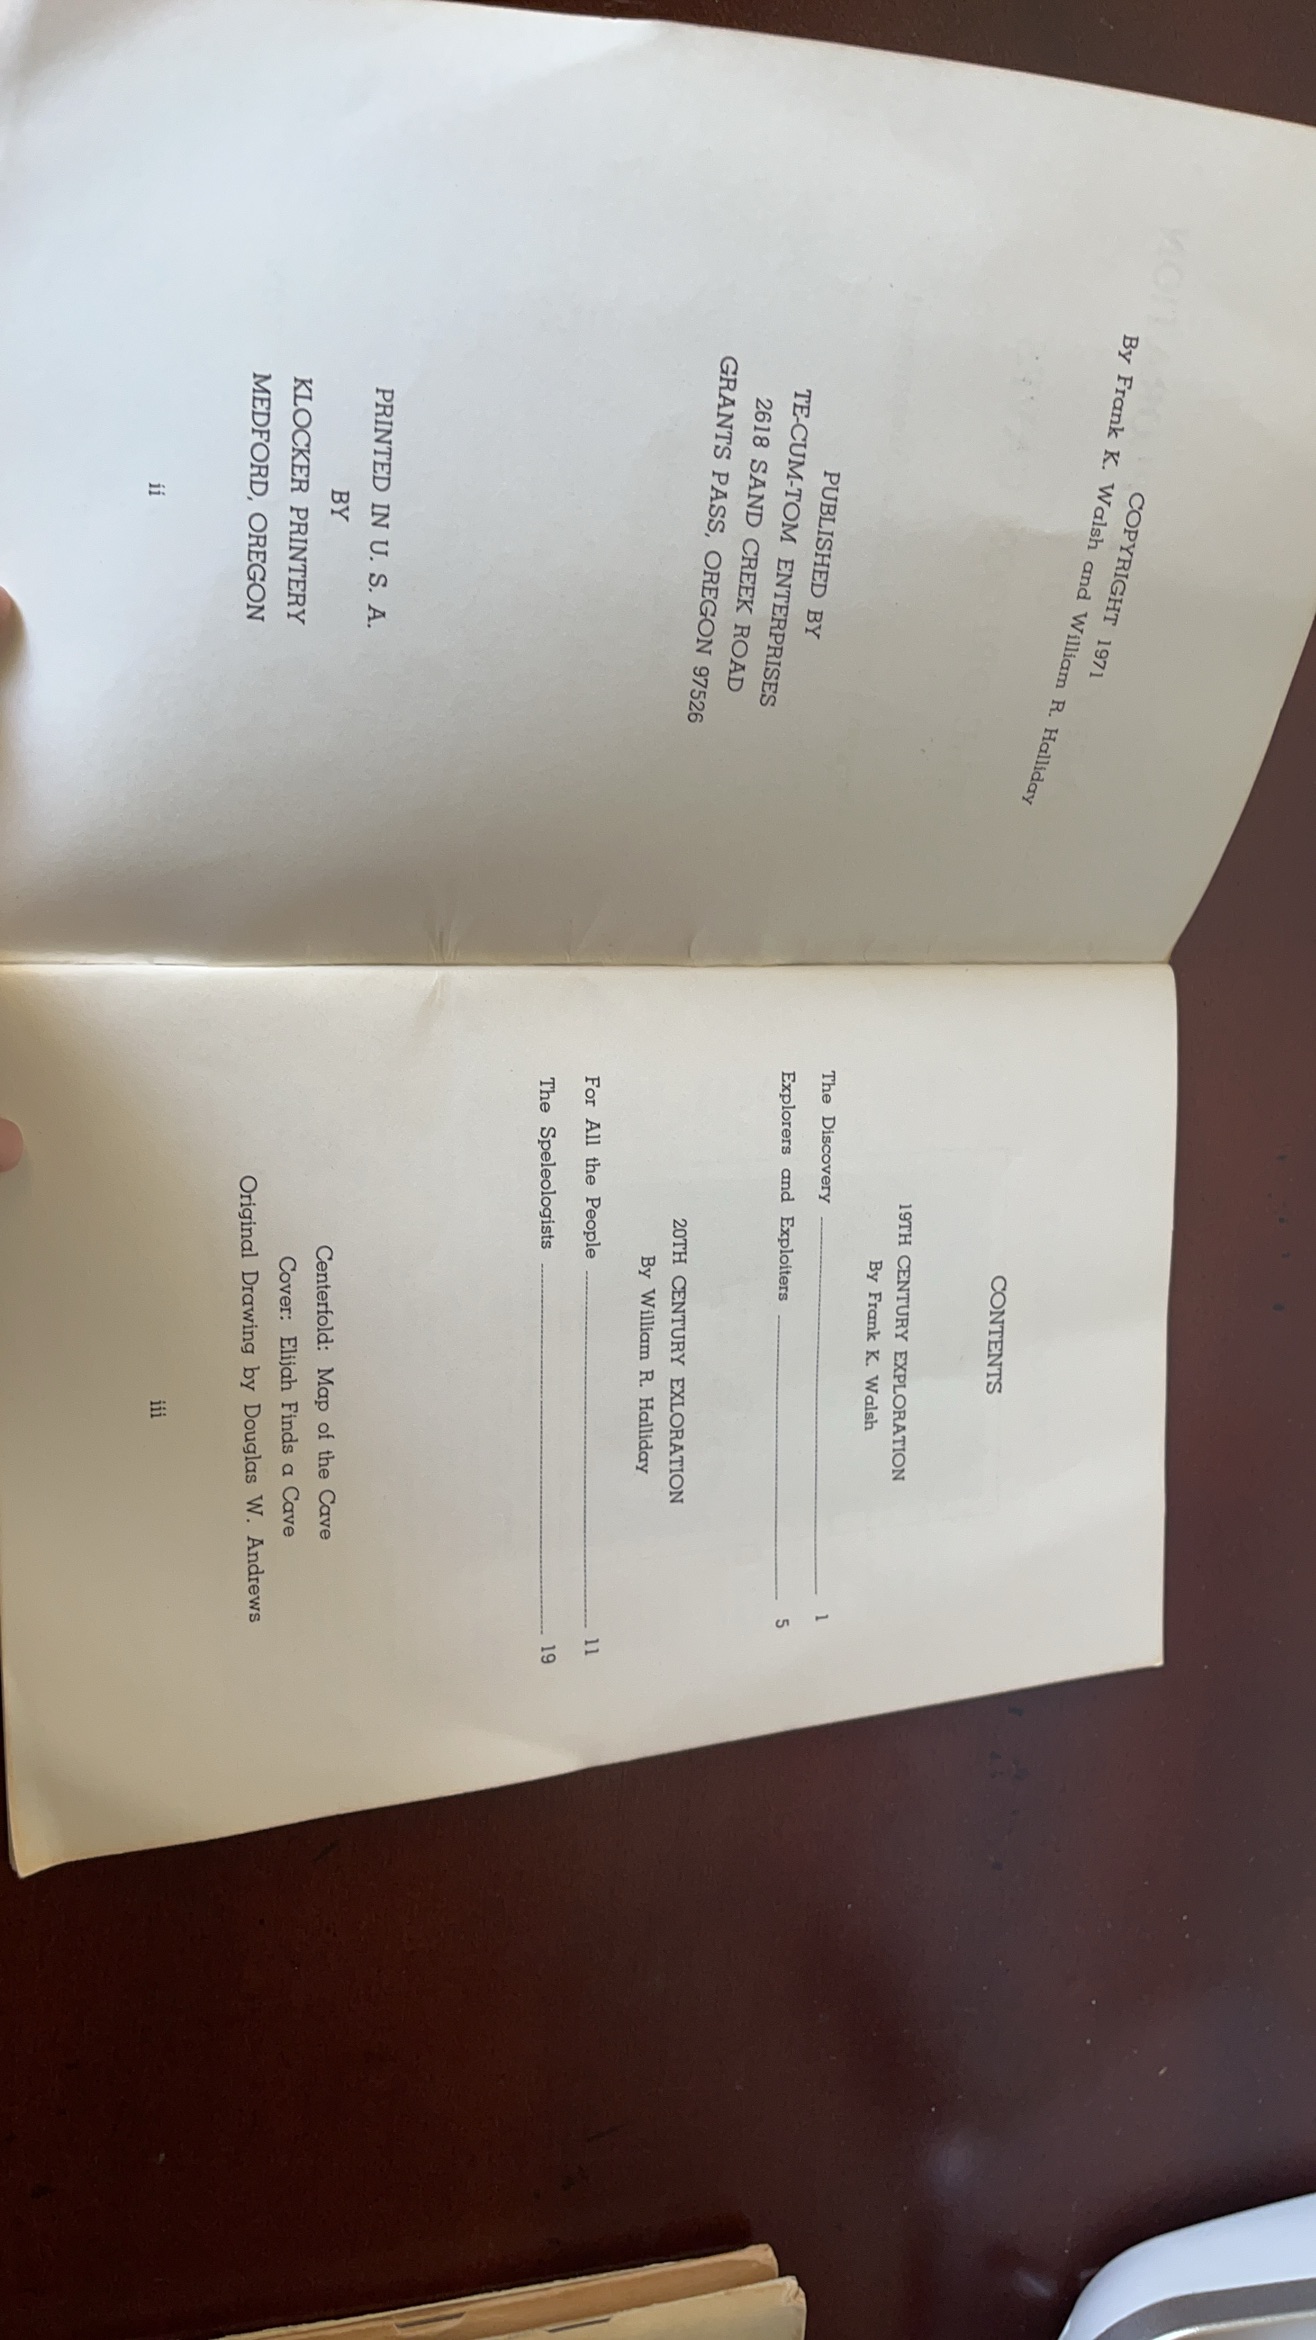 COPYRIGHT 1971
By Frank K. Walsh and William R. Halliday
PUBLISHED BY
TE-CUM-TOM ENTERPRISES
2618 SAND CREEK ROAD
GRANTS PASS, OREGON 97526
PRINTED IN U. S. A.
BY
KLOCKER PRINTERY
MEDFORD, OREGON
ii
CONTENTS
19TH CENTURY EXPLORATION
By Frank K. Walsh
The Discovery 1
Explorers and Exploiters 5
20TH CENTURY EXLORATION
By William R. Halliday
For All the People 11
The Speleologists 19
Centerfold: Map of the Cave
Cover: Elijah Finds a Cave
Original Drawing by Douglas W. Andrews
iii